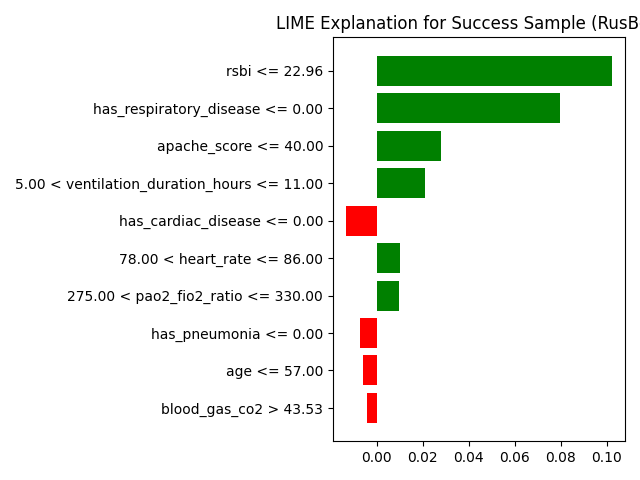 LIME Explanation for Success Sample (RusB
rsbi <= 22.96
has_respiratory_disease <= 0.00
apache_score <= 40.00
5.00 < ventilation_duration_hours <= 11.00
has_cardiac_disease <= 0.00
78.00 < heart_rate <= 86.00
275.00 < pao2_fio2_ratio <= 330.00
has_pneumonia <= 0.00
age <= 57.00
blood_gas_co2 > 43.53
0.00 0.02 0.04 0.06 0.08 0.10